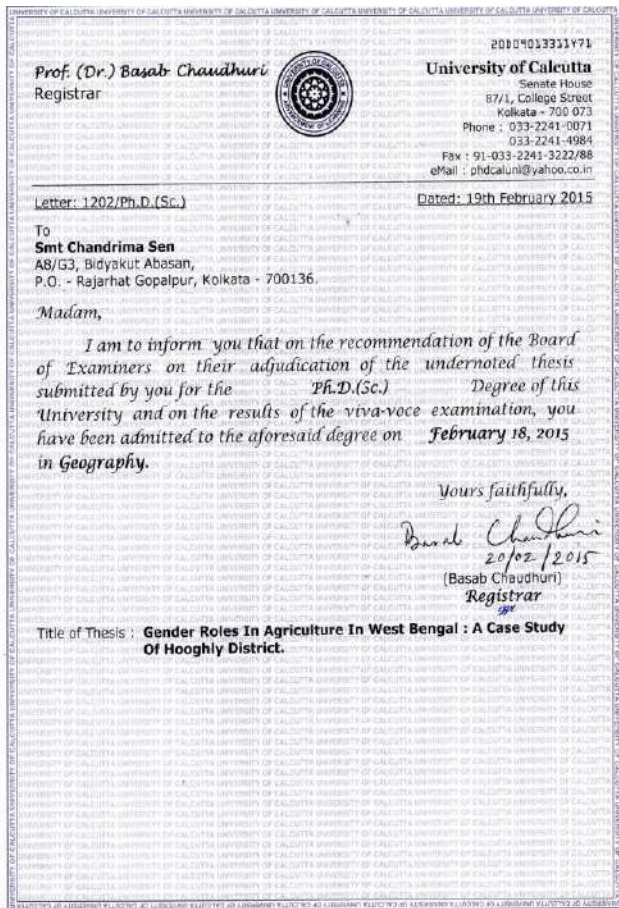 20D09013311Y71
Prof. (Dr.) Basab Chaudhuri
Registrar
UNIVERSITY OF CALCUTTA
ADVANCEMENT OF LEARNING
University of Calcutta
Senate House
87/1, College Street
Kolkata - 700 073
Phone : 033-2241-0071
033-2241-4984
Fax : 91-033-2241-3222/88
eMail : phdcaluni@yahoo.co.in
Letter: 1202/Ph.D.(Sc.)
Dated: 19th February 2015
To
Smt Chandrima Sen
A8/G3, Bidyakut Abasan,
P.O. - Rajarhat Gopalpur, Kolkata - 700136.
Madam,
I am to inform you that on the recommendation of the Board
of Examiners on their adjudication of the undernoted thesis
submitted by you for the Ph.D.(Sc.) Degree of this
University and on the results of the viva-voce examination, you
have been admitted to the aforesaid degree on February 18, 2015
in Geography.
Yours faithfully,
Basab Chaudhuri
20/02/2015
(Basab Chaudhuri)
Registrar
Title of Thesis : Gender Roles In Agriculture In West Bengal : A Case Study
Of Hooghly District.